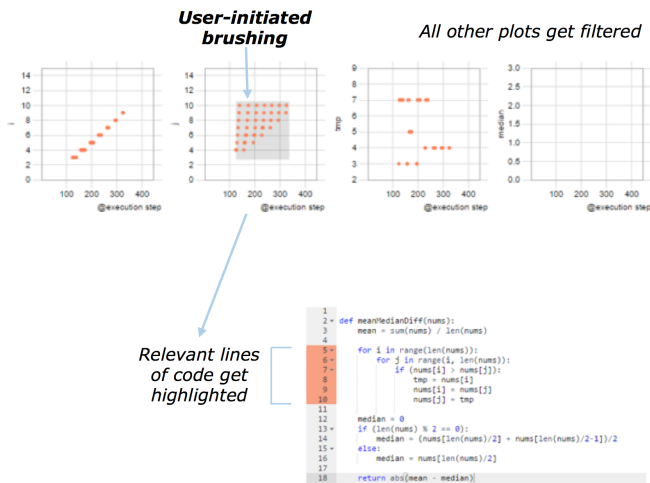 User-initiated
brushing
All other plots get filtered
14
12
10
8
6
4
2
0
i
100 200 300 400
@execution step
14
12
10
8
6
4
2
0
j
100 200 300 400
@execution step
9
8
7
6
5
4
3
2
tmp
100 200 300 400
@execution step
3.0
2.5
2.0
1.5
1.0
0.5
0.0
median
100 200 300 400
@execution step
Relevant lines
of code get
highlighted
1
2 def meanMedianDiff(nums):
3 mean = sum(nums) / len(nums)
4
5 for i in range(len(nums)):
6 for j in range(i, len(nums)):
7 if (nums[i] > nums[j]):
8 tmp = nums[i]
9 nums[i] = nums[j]
10 nums[j] = tmp
11
12 median = 0
13 if (len(nums) % 2 == 0):
14 median = (nums[len(nums)/2] + nums[len(nums)/2-1])/2
15 else:
16 median = nums[len(nums)/2]
17
18 return abs(mean - median)